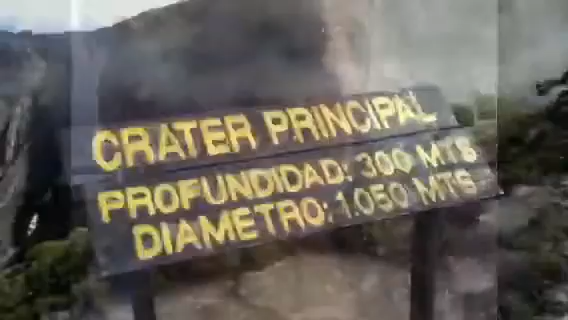 CRATER PRINCIPAL
PROFUNDIDAD: 300 MTS
DIAMETRO: 1.050 MTS